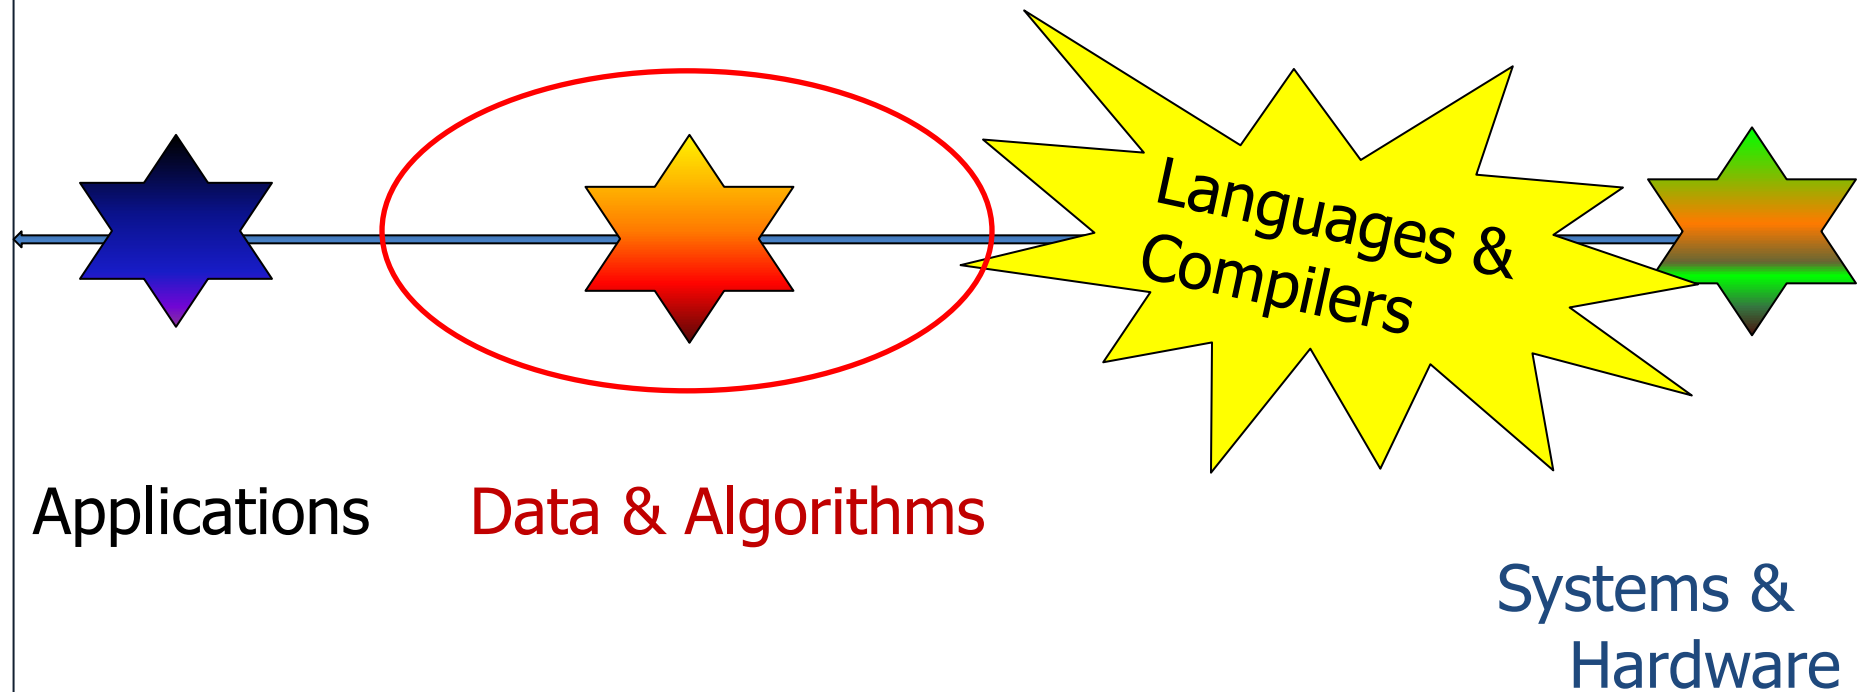 Languages &
Compilers
Applications
Data & Algorithms
Systems &
Hardware